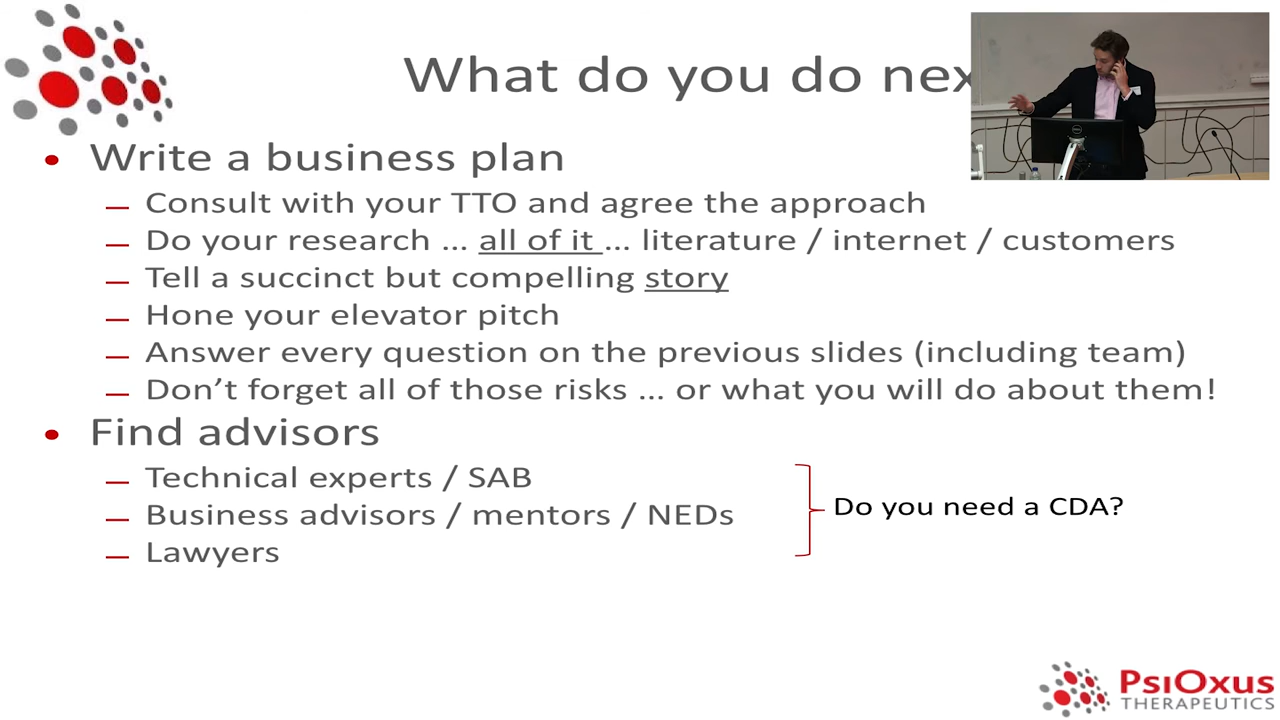 What do you do nex
• Write a business plan
— Consult with your TTO and agree the approach
— Do your research ... all of it ... literature / internet / customers
— Tell a succinct but compelling story
— Hone your elevator pitch
— Answer every question on the previous slides (including team)
— Don't forget all of those risks ... or what you will do about them!
• Find advisors
— Technical experts / SAB
— Business advisors / mentors / NEDs
— Lawyers
Do you need a CDA?
PsiOxus
THERAPEUTICS